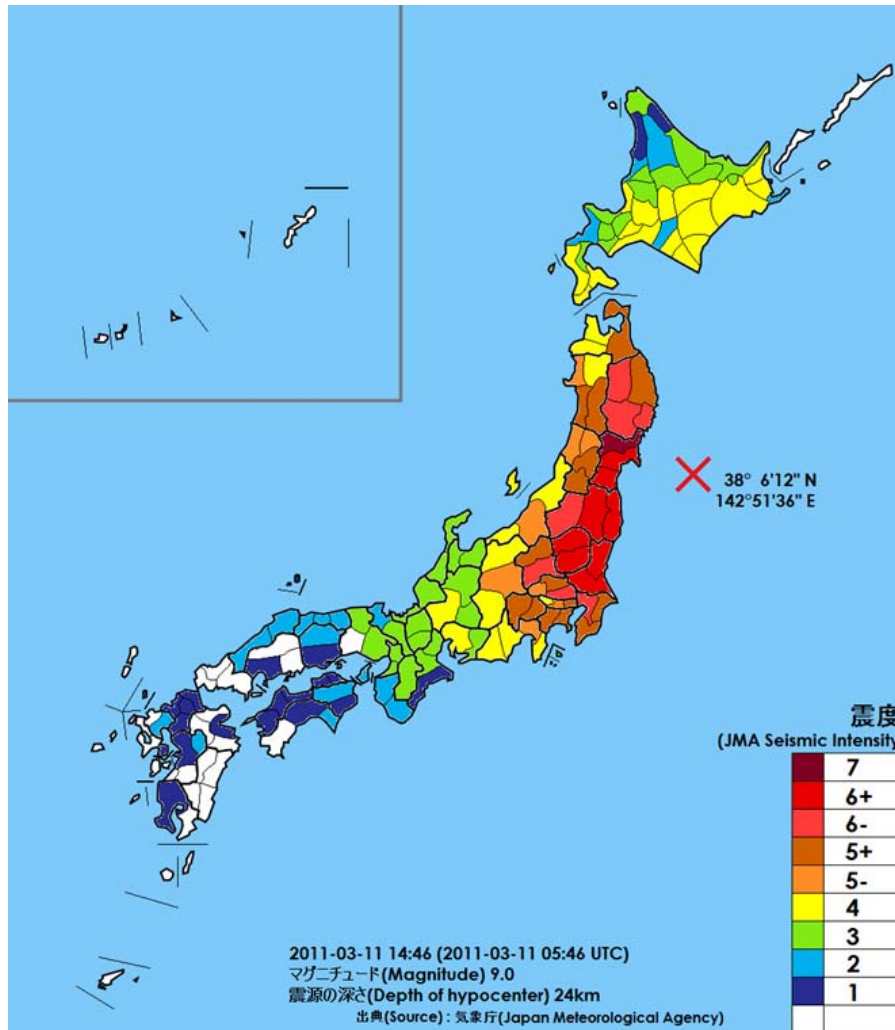 38° 6'12" N
142°51'36" E
震度
(JMA Seismic Intensity
7
6+
6-
5+
5-
4
3
2
1
2011-03-11 14:46 (2011-03-11 05:46 UTC)
マグニチュード(Magnitude) 9.0
震源の深さ(Depth of hypocenter) 24km
出典(Source) : 気象庁(Japan Meteorological Agency)